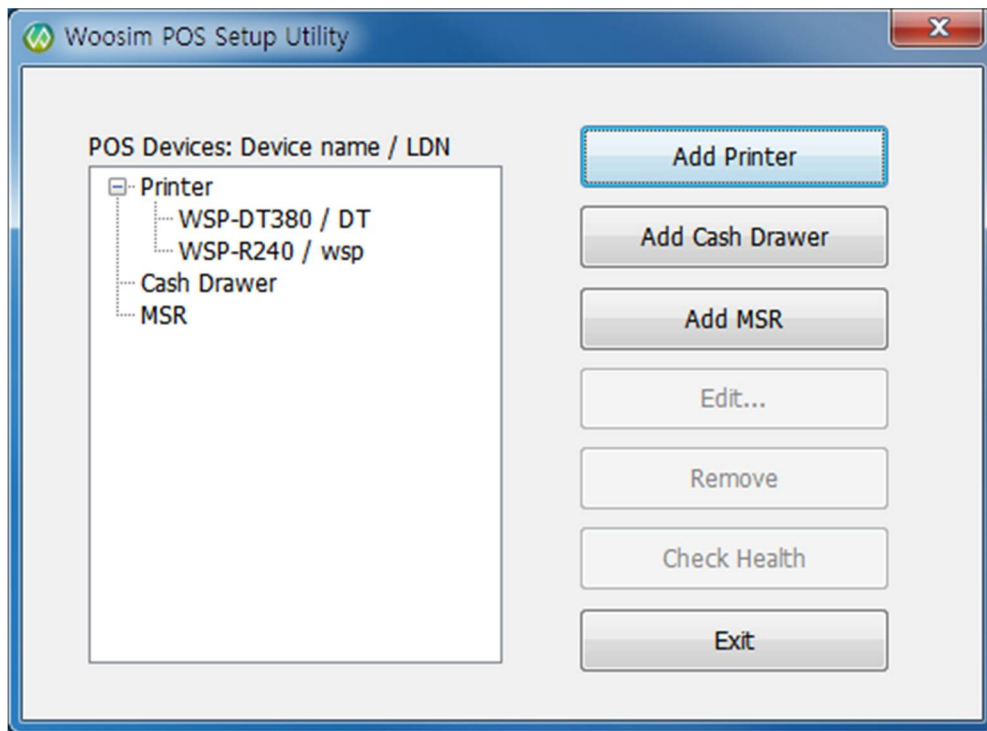 Woosim POS Setup Utility
POS Devices: Device name / LDN
Printer
WSP-DT380 / DT
WSP-R240 / wsp
Cash Drawer
MSR
Add Printer
Add Cash Drawer
Add MSR
Edit...
Remove
Check Health
Exit